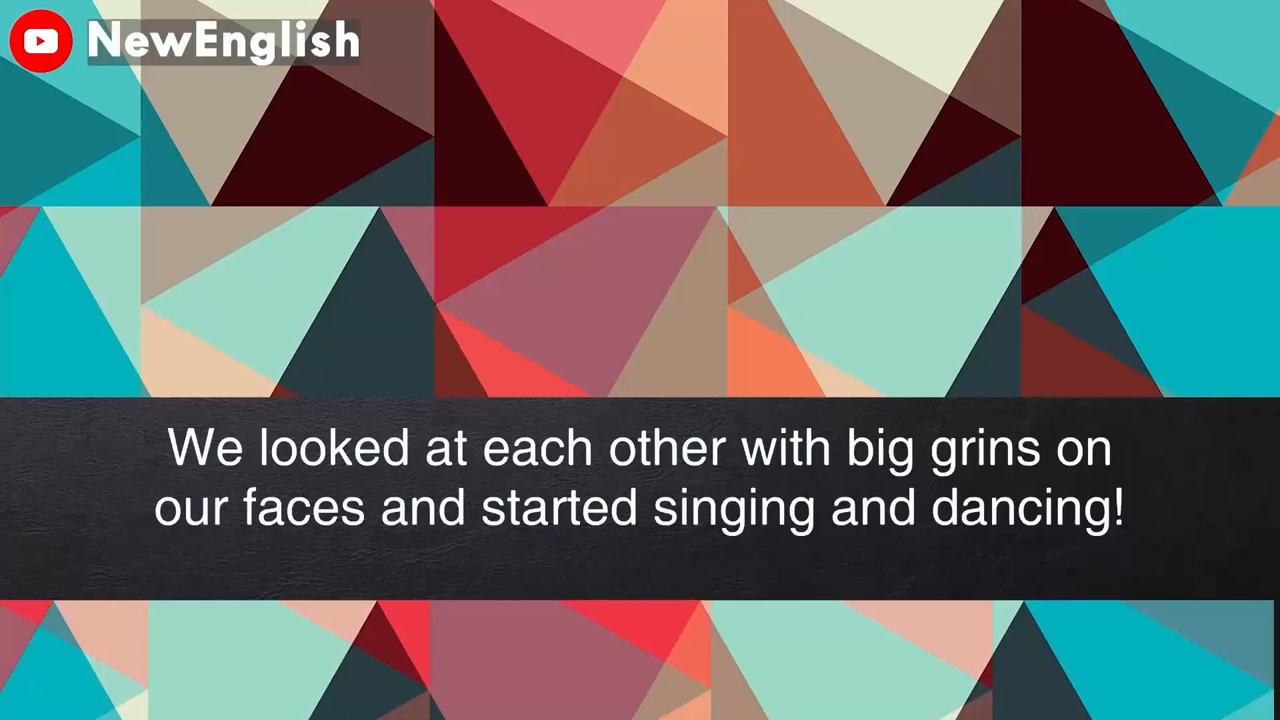 NewEnglish
We looked at each other with big grins on
our faces and started singing and dancing!